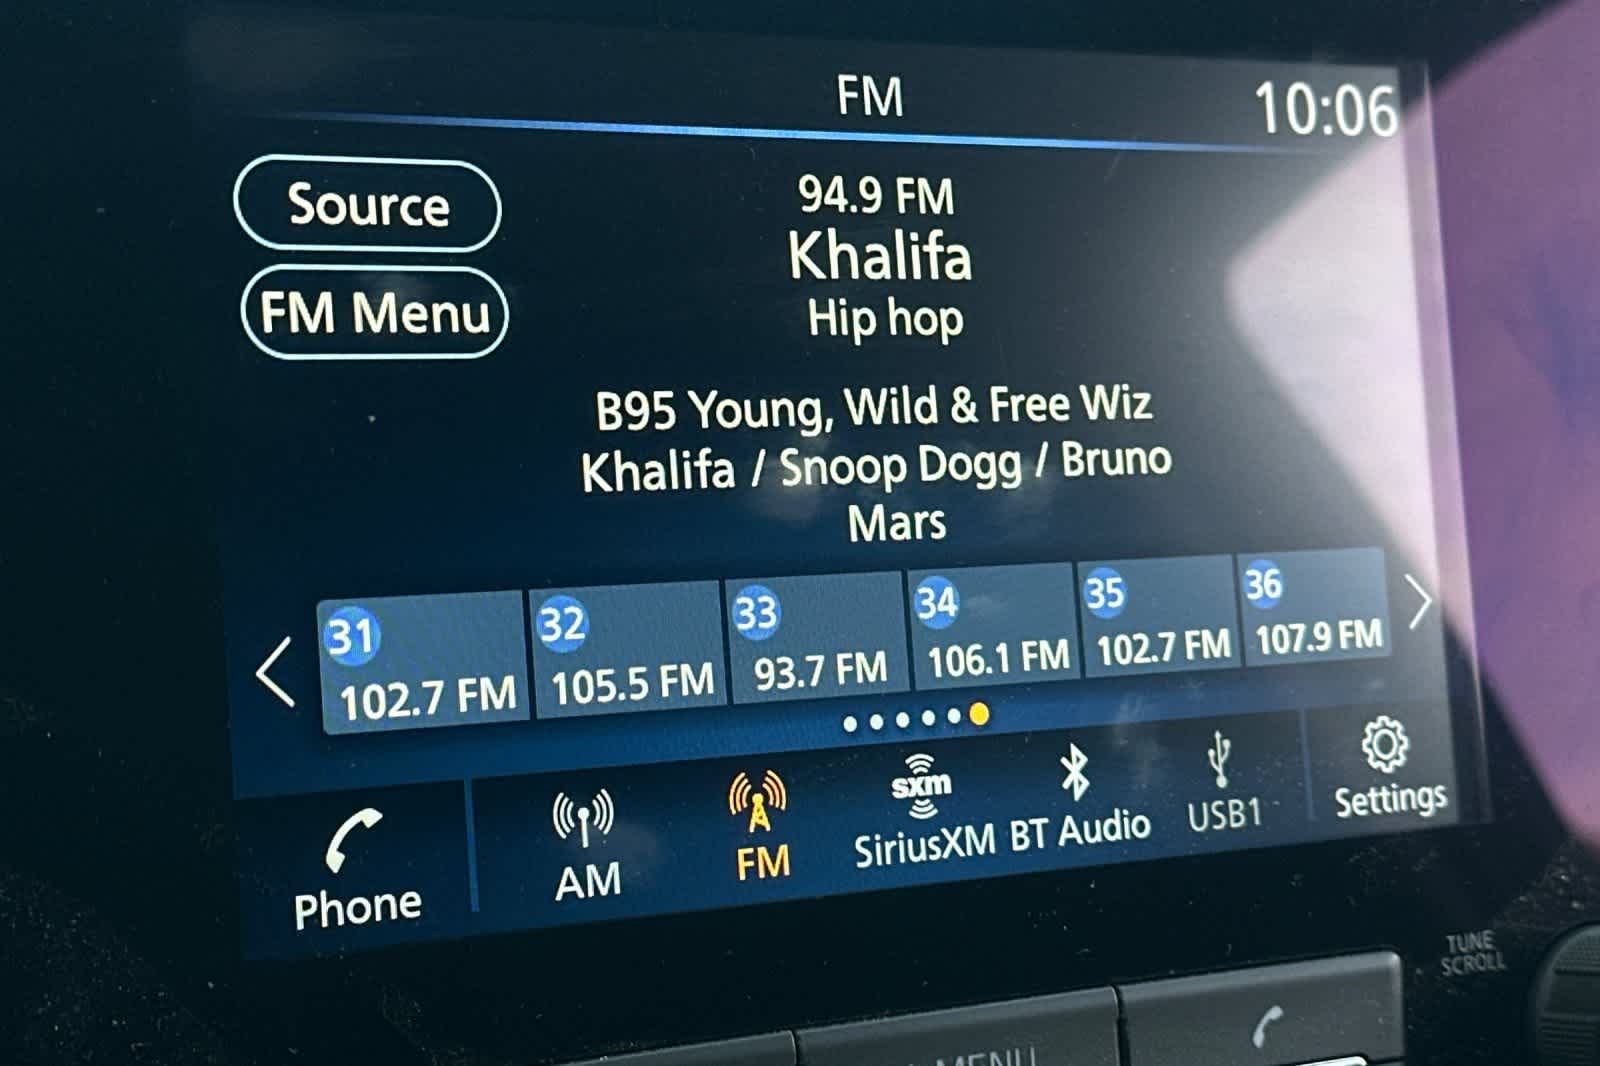 FM
10:06
Source
FM Menu
94.9 FM
Khalifa
Hip hop
B95 Young, Wild & Free Wiz
Khalifa / Snoop Dogg / Bruno
Mars
31
102.7 FM
32
105.5 FM
33
93.7 FM
34
106.1 FM
35
102.7 FM
36
107.9 FM
Phone
AM
FM
sxm
SiriusXM
BT Audio
USB1
Settings
TUNE
SCROLL
MENU